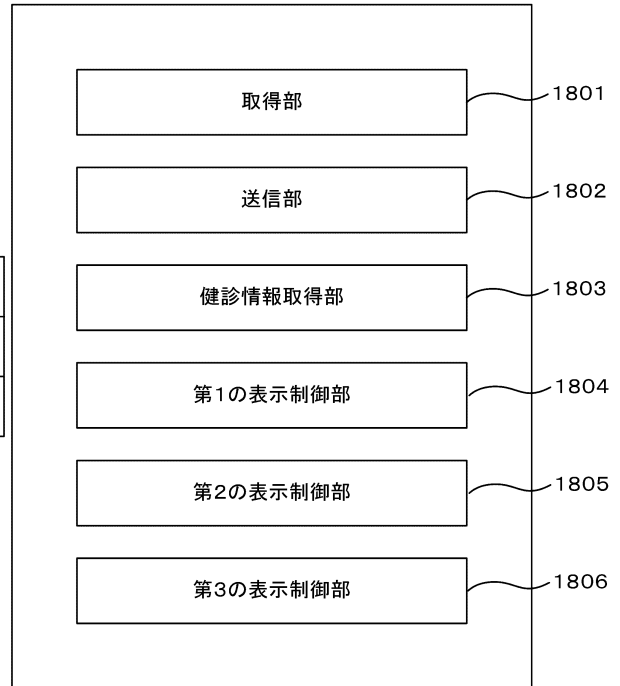 取得部 1801
送信部 1802
健診情報取得部 1803
第1の表示制御部 1804
第2の表示制御部 1805
第3の表示制御部 1806